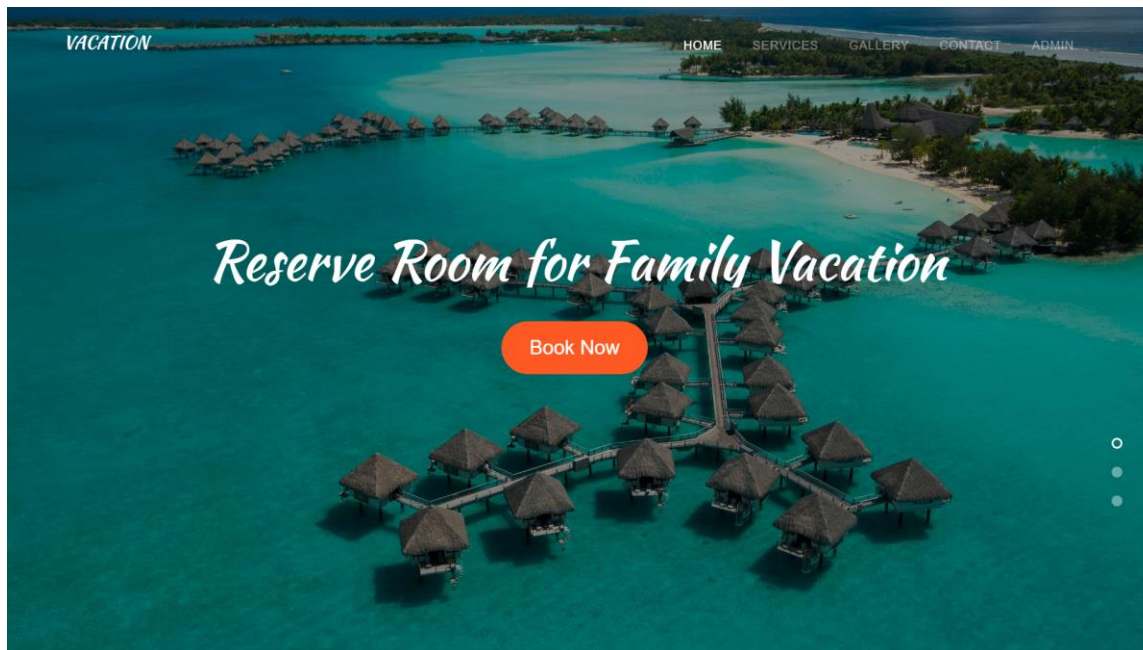 VACATION
HOME SERVICES GALLERY CONTACT ADMIN
Reserve Room for Family Vacation
Book Now